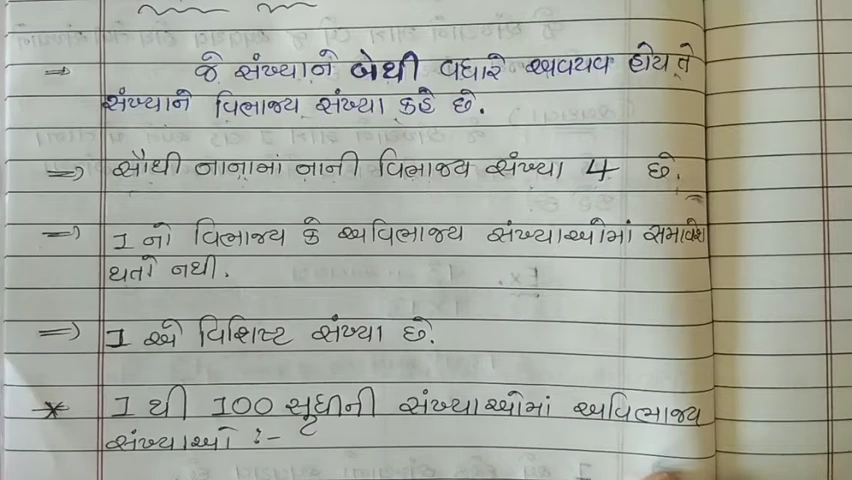 ⇒ જે સંખ્યાને બેથી વધારે અવયવ હોય તે
સંખ્યાને વિભાજ્ય સંખ્યા કહે છે.
⇒ સૌથી નાનામાં નાની વિભાજ્ય સંખ્યા 4 છે.
⇒ 1 નો વિભાજ્ય કે અવિભાજ્ય સંખ્યાઓમાં સમાવેશ
થતો નથી.
⇒ 1 એ વિશિષ્ટ સંખ્યા છે.
* 1 થી 100 સુધીની સંખ્યાઓમાં અવિભાજ્ય
સંખ્યાઓ :-